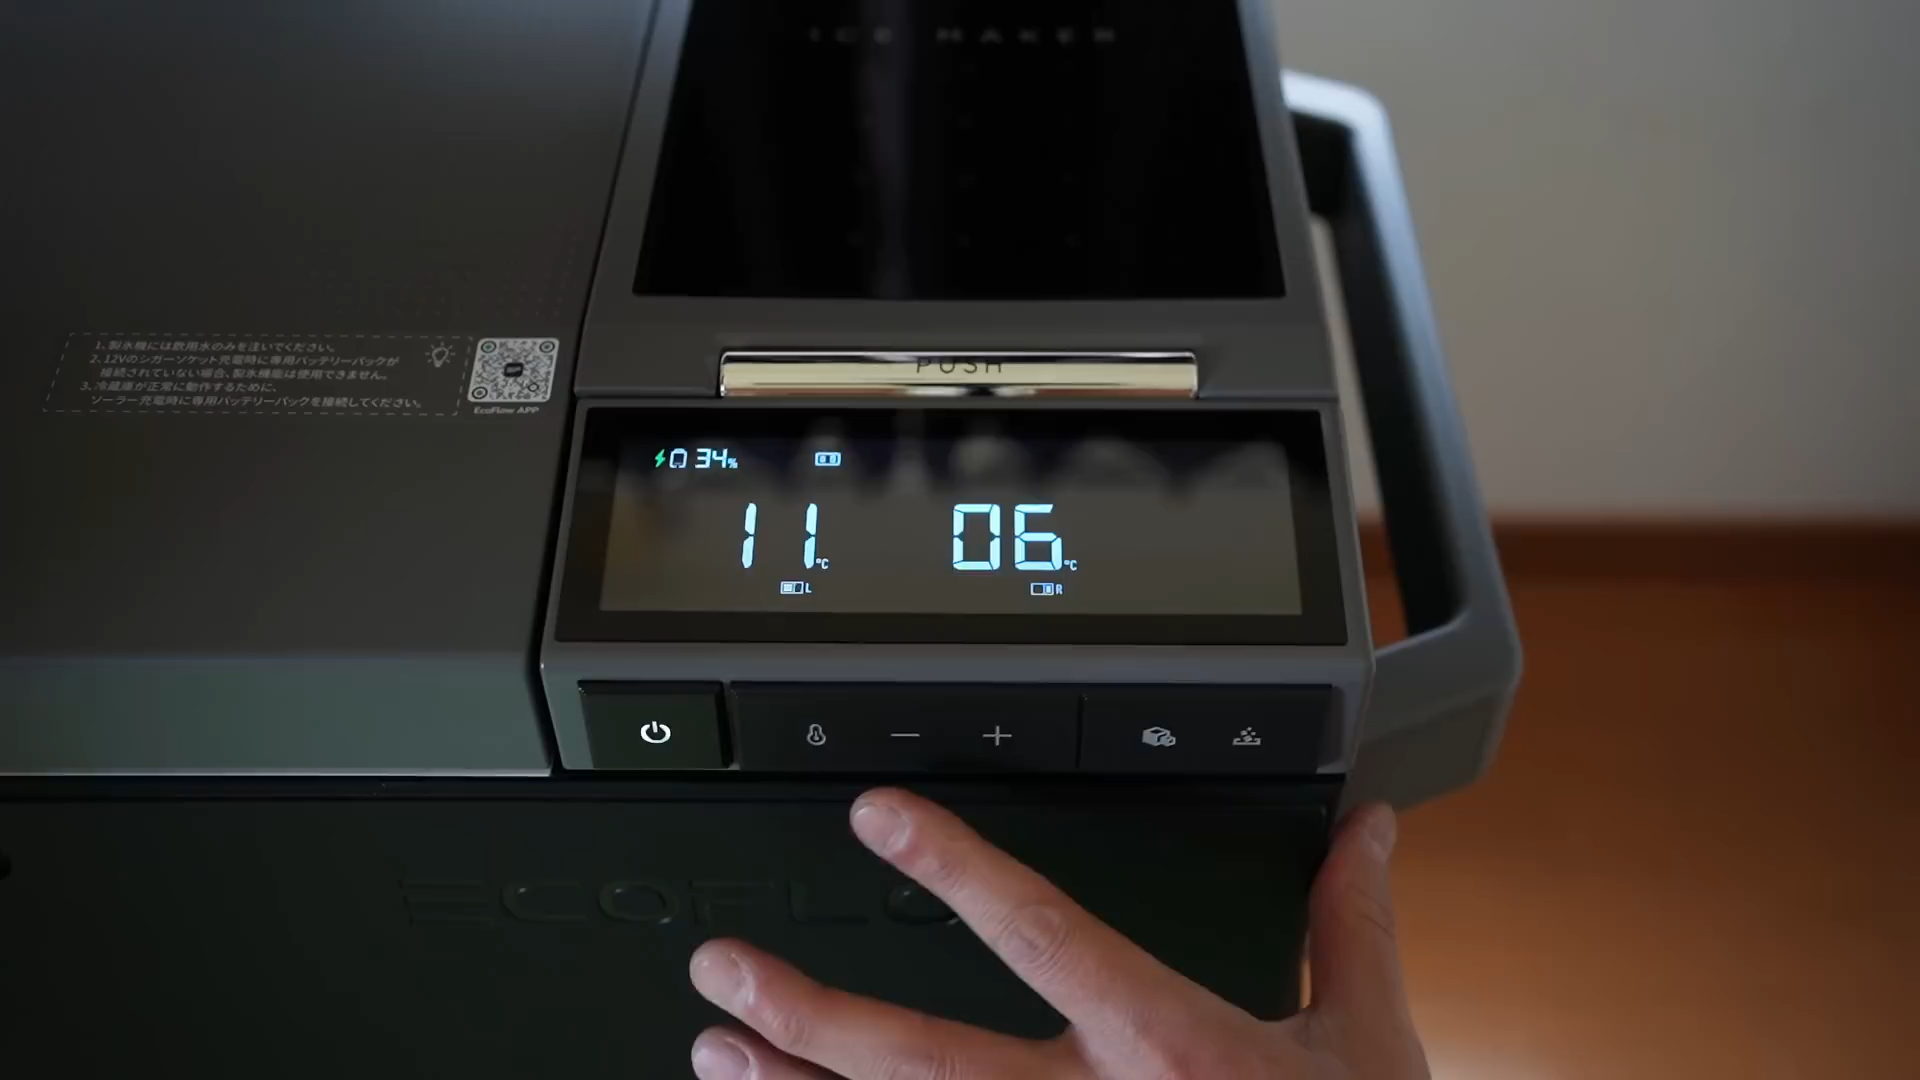 ICE MAKER
PUSH
1、製氷機には飲用水のみを注いでください。
2、12Vのシガーソケット充電時に専用バッテリーパックが
接続されていない場合、製氷機能は使用できません。
3、冷蔵庫が正常に動作するために、
ソーラー充電時に専用バッテリーパックを接続してください。
EcoFlow APP
34%
11°C 06°C
L R
ECOFLO